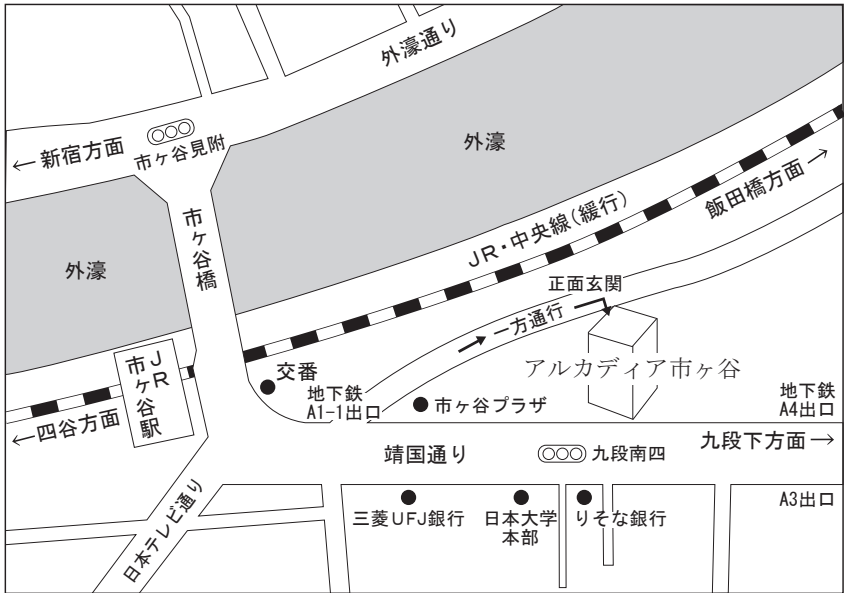 外濠通り
←新宿方面
市ケ谷見附
外濠
市ケ谷橋
外濠
JR・中央線(緩行)
飯田橋方面→
正面玄関
→一方通行
アルカディア市ヶ谷
JR
市ケ谷駅
←四谷方面
交番
地下鉄
A1-1出口
市ケ谷プラザ
地下鉄
A4出口
靖国通り
九段南四
九段下方面→
日本テレビ通り
三菱UFJ銀行
日本大学
本部
りそな銀行
A3出口